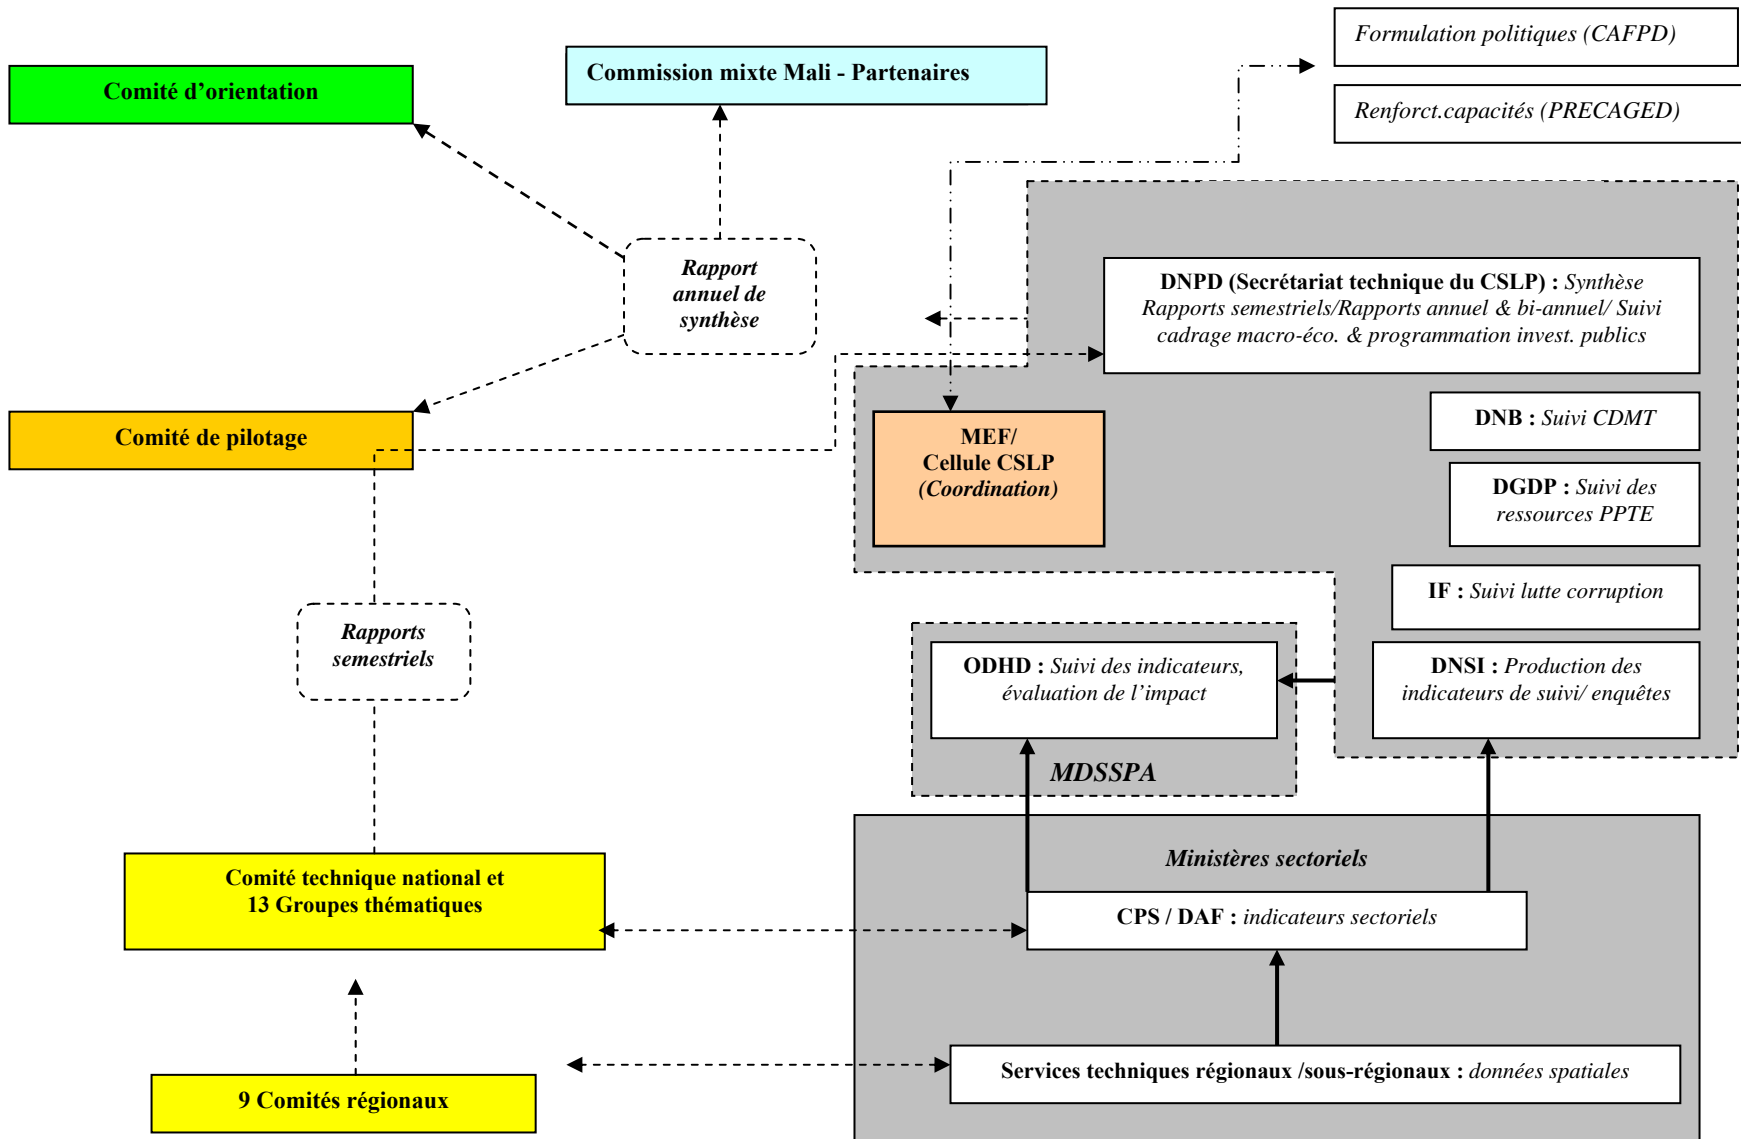 Formulation politiques (CAFPD)
Commission mixte Mali - Partenaires
Comité d’orientation
Renforct.capacités (PRECAGED)
Rapport
annuel de
synthèse
DNPD (Secrétariat technique du CSLP) : Synthèse
Rapports semestriels/Rapports annuel & bi-annuel/ Suivi
cadrage macro-éco. & programmation invest. publics
Comité de pilotage
MEF/
Cellule CSLP
(Coordination)
DNB : Suivi CDMT
DGDP : Suivi des
ressources PPTE
IF : Suivi lutte corruption
Rapports
semestriels
ODHD : Suivi des indicateurs,
évaluation de l’impact
DNSI : Production des
indicateurs de suivi/ enquêtes
MDSSPA
Ministères sectoriels
Comité technique national et
13 Groupes thématiques
CPS / DAF : indicateurs sectoriels
Services techniques régionaux /sous-régionaux : données spatiales
9 Comités régionaux